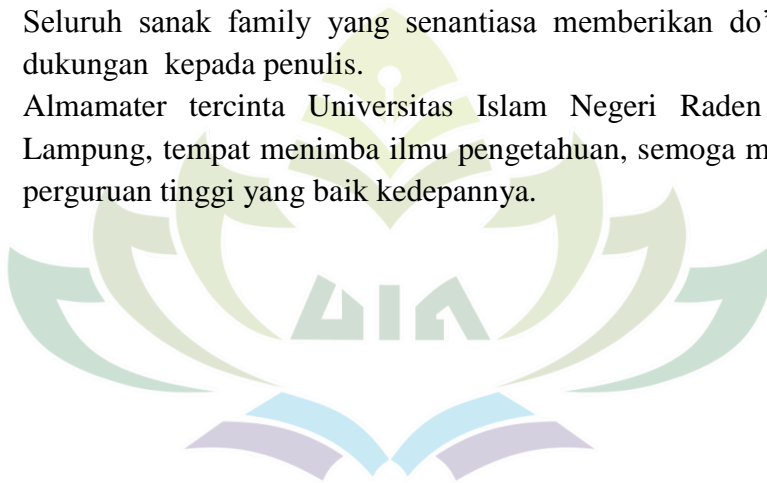 Seluruh sanak family yang senantiasa memberikan do’
dukungan kepada penulis.
Almamater tercinta Universitas Islam Negeri Raden
Lampung, tempat menimba ilmu pengetahuan, semoga m
perguruan tinggi yang baik kedepannya.
UIN